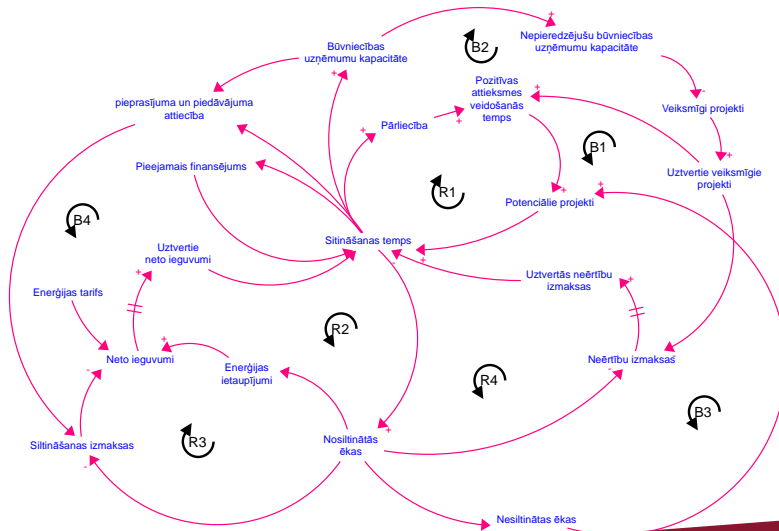 B2
Būvniecības
uzņēmumu kapacitāte
Nepieredzējušu būvniecības
uzņēmumu kapacitāte
Pozitīvas
attieksmes
veidošanās
temps
pieprasījuma un piedāvājuma
attiecība
Pārliecība
Veiksmīgi projekti
B1
Pieejamais finansējums
Uztvertie veiksmīgie
projekti
R1
Potenciālie projekti
B4
Sitināšanas temps
Uztvertie
neto ieguvumi
Uztvertās neērtību
izmaksas
Enerģijas tarifs
R2
Neto ieguvumi
Enerģijas
ietaupījumi
Neērtību izmaksas
R4
B3
R3
Siltināšanas izmaksas
Nosiltinātās
ēkas
Nesiltinātas ēkas